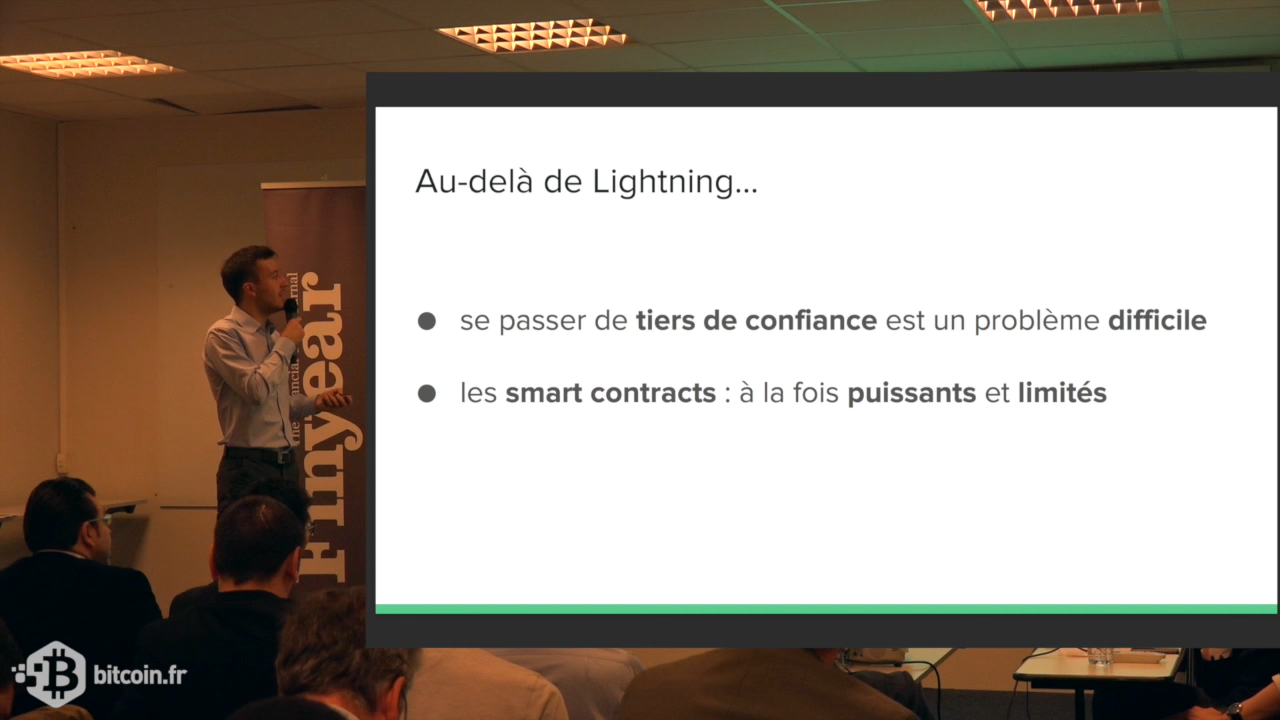 Au-delà de Lightning...
● se passer de tiers de confiance est un problème difficile
● les smart contracts : à la fois puissants et limités
Finyear
bitcoin.fr